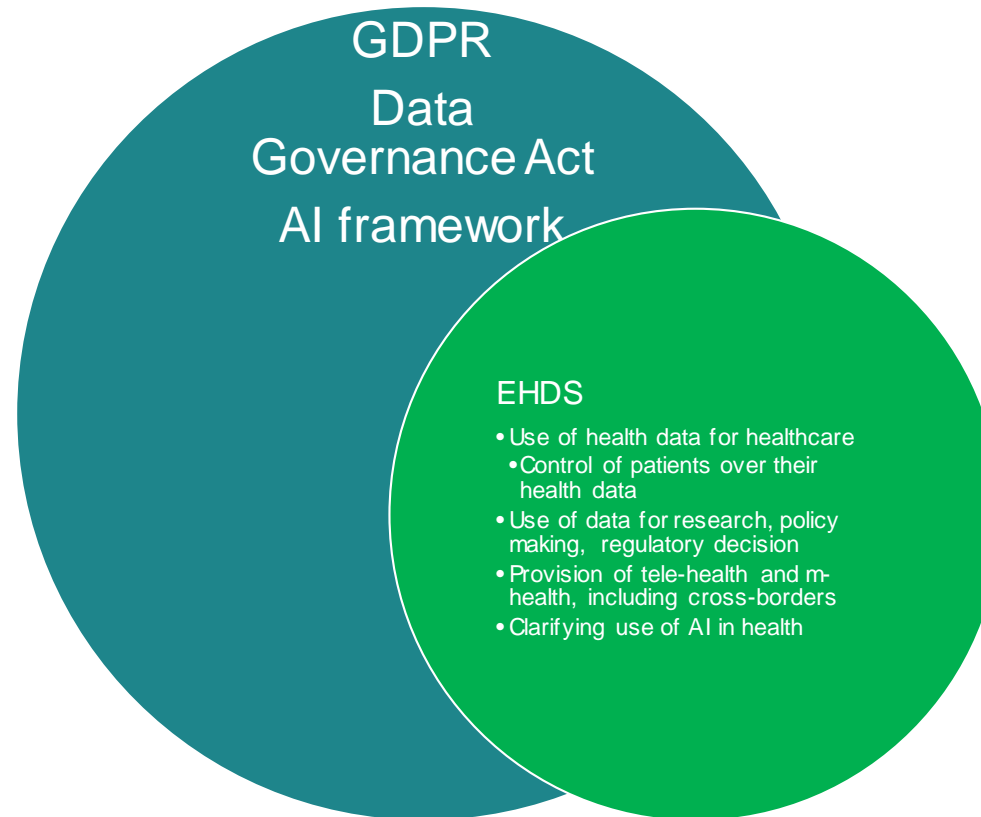 GDPR
Data
Governance Act
AI framework
EHDS
•Use of health data for healthcare
•Control of patients over their
health data
•Use of data for research, policy
making, regulatory decision
•Provision of tele-health and m-
health, including cross-borders
•Clarifying use of AI in health